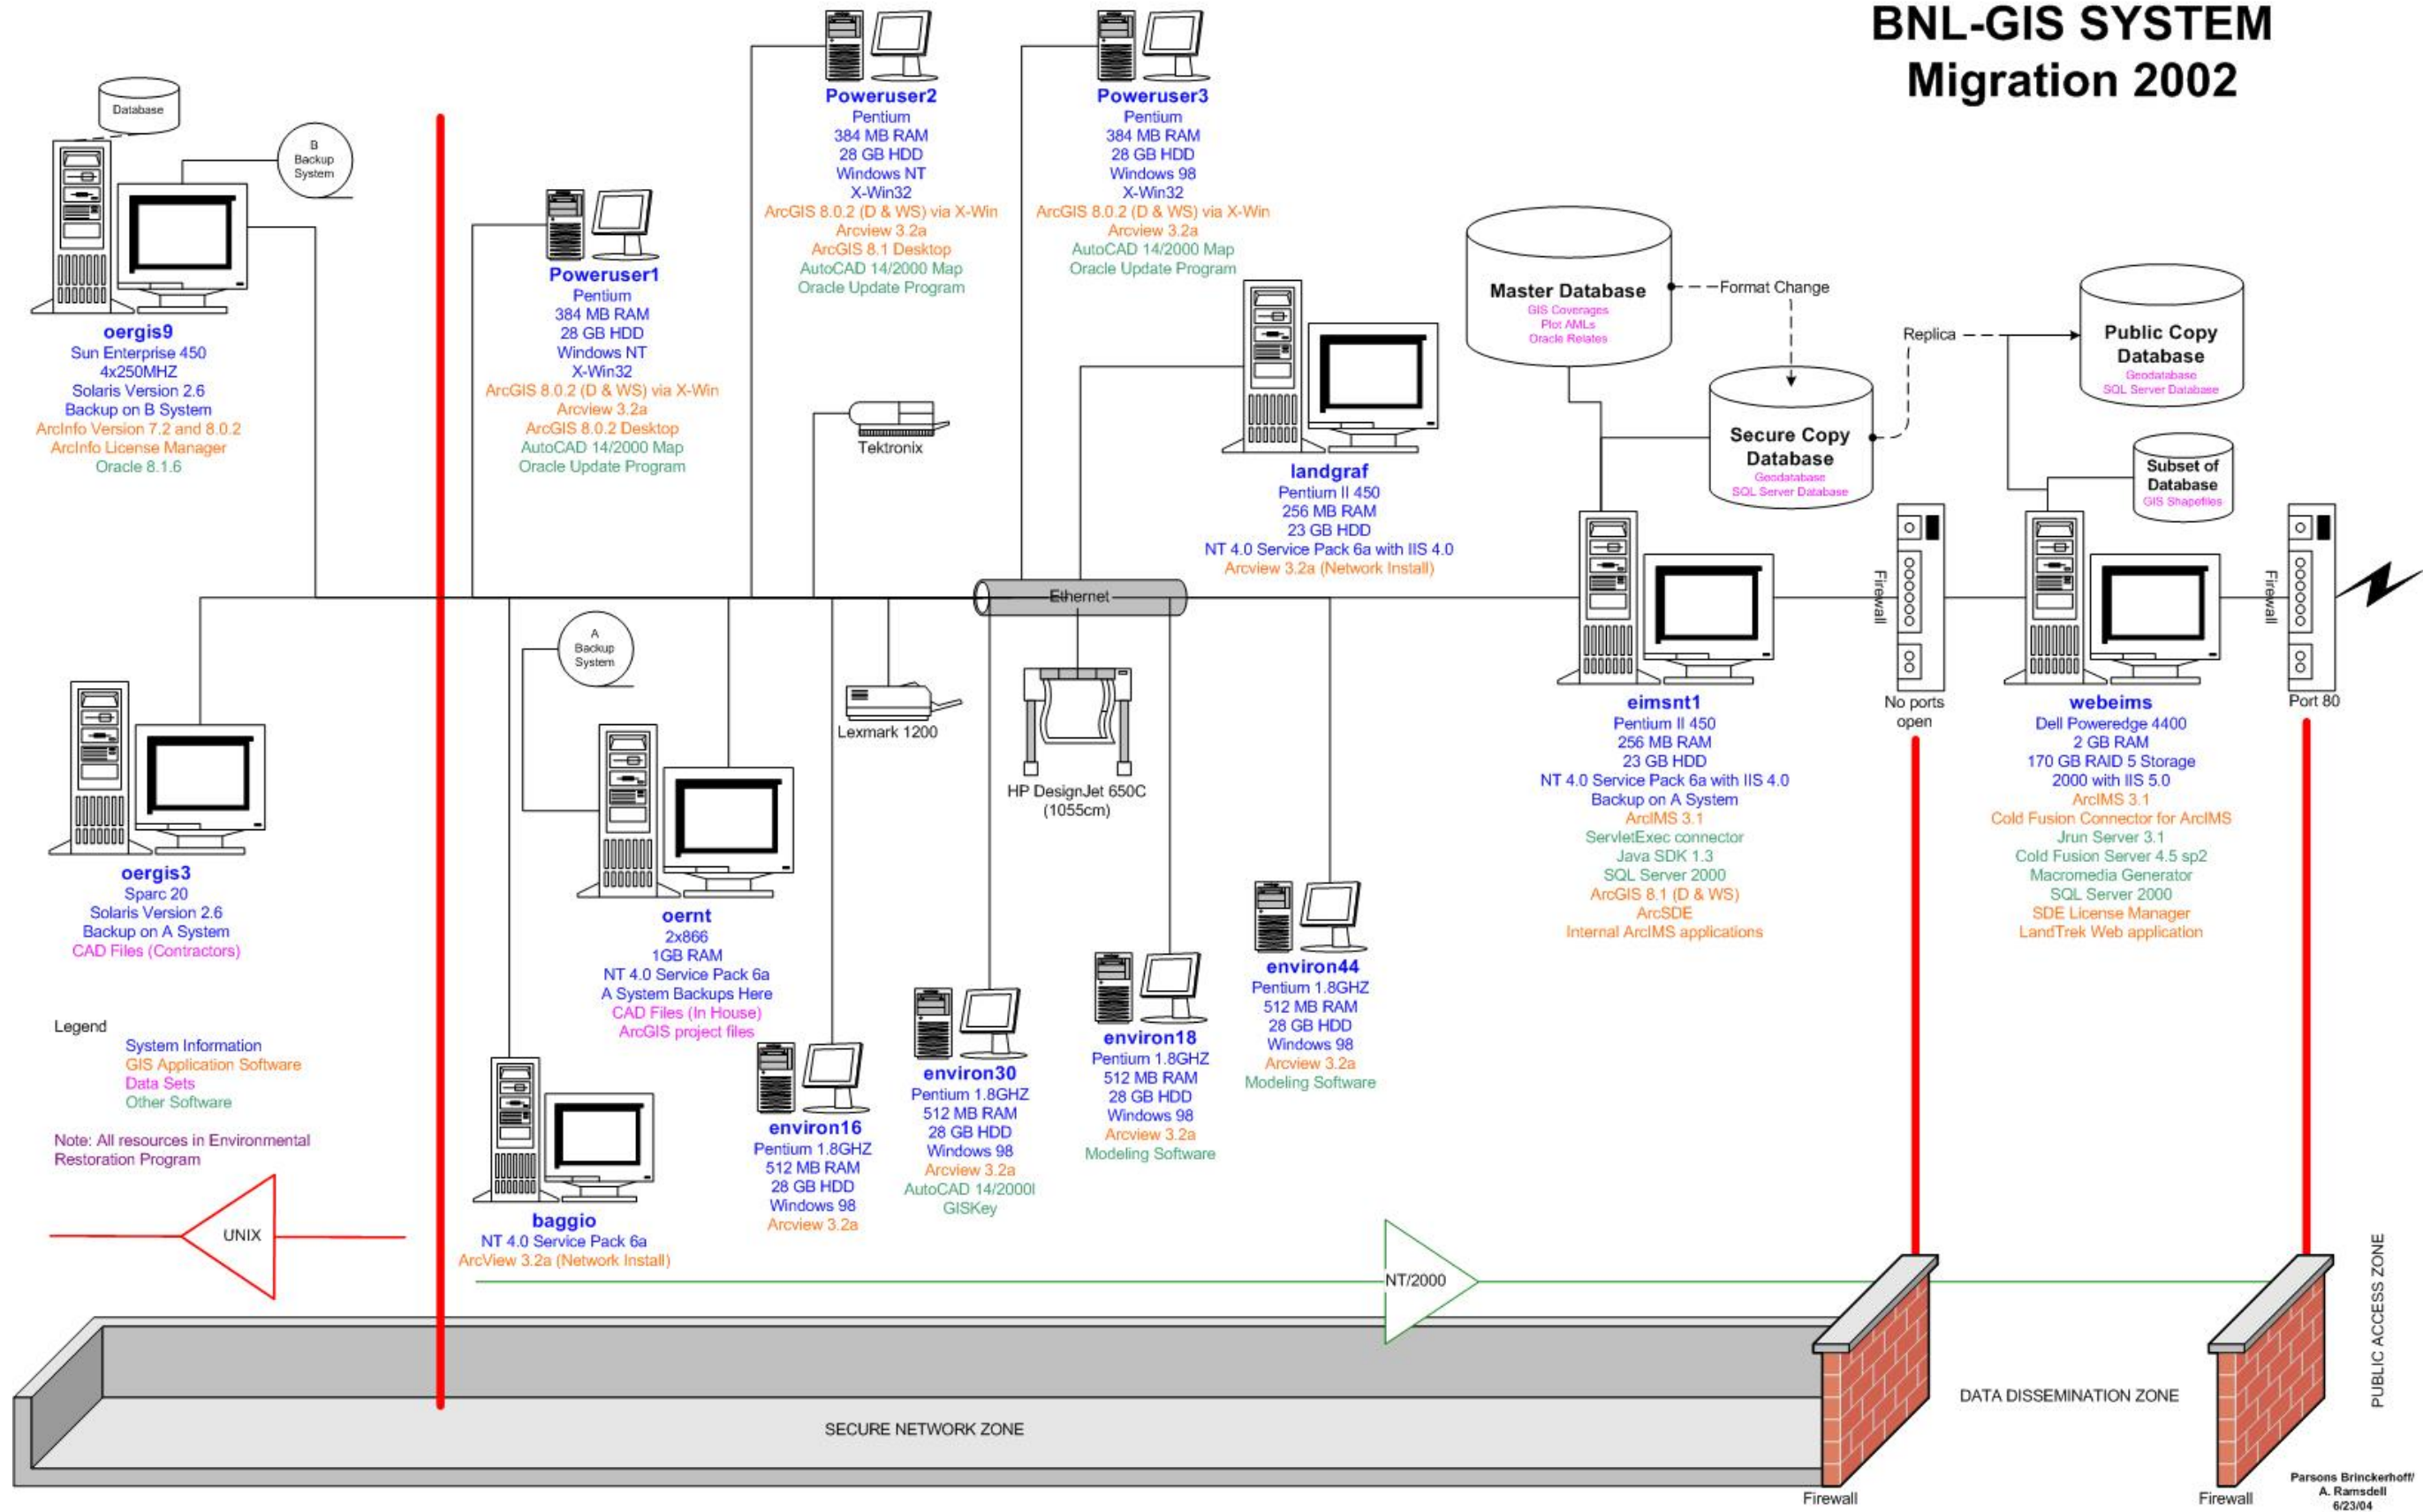 BNL-GIS SYSTEM
Migration 2002
Database
B
Backup
System
oergis9
Sun Enterprise 450
4x250MHZ
Solaris Version 2.6
Backup on B System
ArcInfo Version 7.2 and 8.0.2
ArcInfo License Manager
Oracle 8.1.6
Poweruser1
Pentium
384 MB RAM
28 GB HDD
Windows NT
X-Win32
ArcGIS 8.0.2 (D & WS) via X-Win
Arcview 3.2a
ArcGIS 8.0.2 Desktop
AutoCAD 14/2000 Map
Oracle Update Program
Poweruser2
Pentium
384 MB RAM
28 GB HDD
Windows NT
X-Win32
ArcGIS 8.0.2 (D & WS) via X-Win
Arcview 3.2a
ArcGIS 8.1 Desktop
AutoCAD 14/2000 Map
Oracle Update Program
Poweruser3
Pentium
384 MB RAM
28 GB HDD
Windows 98
X-Win32
ArcGIS 8.0.2 (D & WS) via X-Win
Arcview 3.2a
AutoCAD 14/2000 Map
Oracle Update Program
Tektronix
landgraf
Pentium II 450
256 MB RAM
23 GB HDD
NT 4.0 Service Pack 6a with IIS 4.0
Arcview 3.2a (Network Install)
Master Database
GIS Coverages
Plot AMLs
Oracle Relates
Format Change
Secure Copy
Database
Geodatabase
SQL Server Database
Replica
Public Copy
Database
Geodatabase
SQL Server Database
Subset of
Database
GIS Shapefiles
Ethernet
Firewall
No ports
open
Firewall
Port 80
oergis3
Sparc 20
Solaris Version 2.6
Backup on A System
CAD Files (Contractors)
A
Backup
System
oernt
2x866
1GB RAM
NT 4.0 Service Pack 6a
A System Backups Here
CAD Files (In House)
ArcGIS project files
Lexmark 1200
HP DesignJet 650C
(1055cm)
eimsnt1
Pentium II 450
256 MB RAM
23 GB HDD
NT 4.0 Service Pack 6a with IIS 4.0
Backup on A System
ArcIMS 3.1
ServletExec connector
Java SDK 1.3
SQL Server 2000
ArcGIS 8.1 (D & WS)
ArcSDE
Internal ArcIMS applications
webeims
Dell Poweredge 4400
2 GB RAM
170 GB RAID 5 Storage
2000 with IIS 5.0
ArcIMS 3.1
Cold Fusion Connector for ArcIMS
Jrun Server 3.1
Cold Fusion Server 4.5 sp2
Macromedia Generator
SQL Server 2000
SDE License Manager
LandTrek Web application
baggio
NT 4.0 Service Pack 6a
ArcView 3.2a (Network Install)
environ16
Pentium 1.8GHZ
512 MB RAM
28 GB HDD
Windows 98
Arcview 3.2a
environ30
Pentium 1.8GHZ
512 MB RAM
28 GB HDD
Windows 98
Arcview 3.2a
AutoCAD 14/2000I
GISKey
environ18
Pentium 1.8GHZ
512 MB RAM
28 GB HDD
Windows 98
Arcview 3.2a
Modeling Software
environ44
Pentium 1.8GHZ
512 MB RAM
28 GB HDD
Windows 98
Arcview 3.2a
Modeling Software
Legend
System Information
GIS Application Software
Data Sets
Other Software
Note: All resources in Environmental
Restoration Program
UNIX
NT/2000
SECURE NETWORK ZONE
DATA DISSEMINATION ZONE
PUBLIC ACCESS ZONE
Firewall
Firewall
Parsons Brinckerhoff/
A. Ramsdell
6/23/04